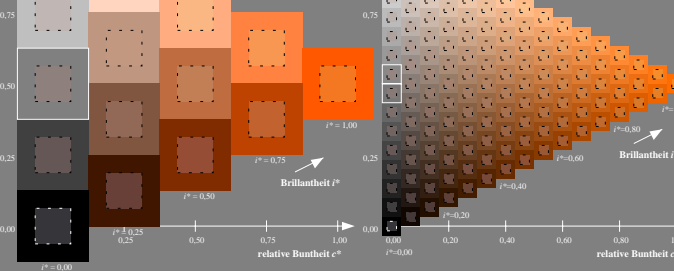 0,75
0,50
0,25
0,00
i* = 1,00
i* = 0,75
Brillantheit i*
i* = 0,50
i* = 0,25
i* = 0,00
0,25
0,50
0,75
1,00
relative Buntheit c*
0,75
0,50
0,25
0,00
i*=0,80
Brillantheit i
i*=0,60
i*=0,40
i*=0,20
i*=0,00
0,00
0,20
0,40
0,60
0,80
relative Buntheit